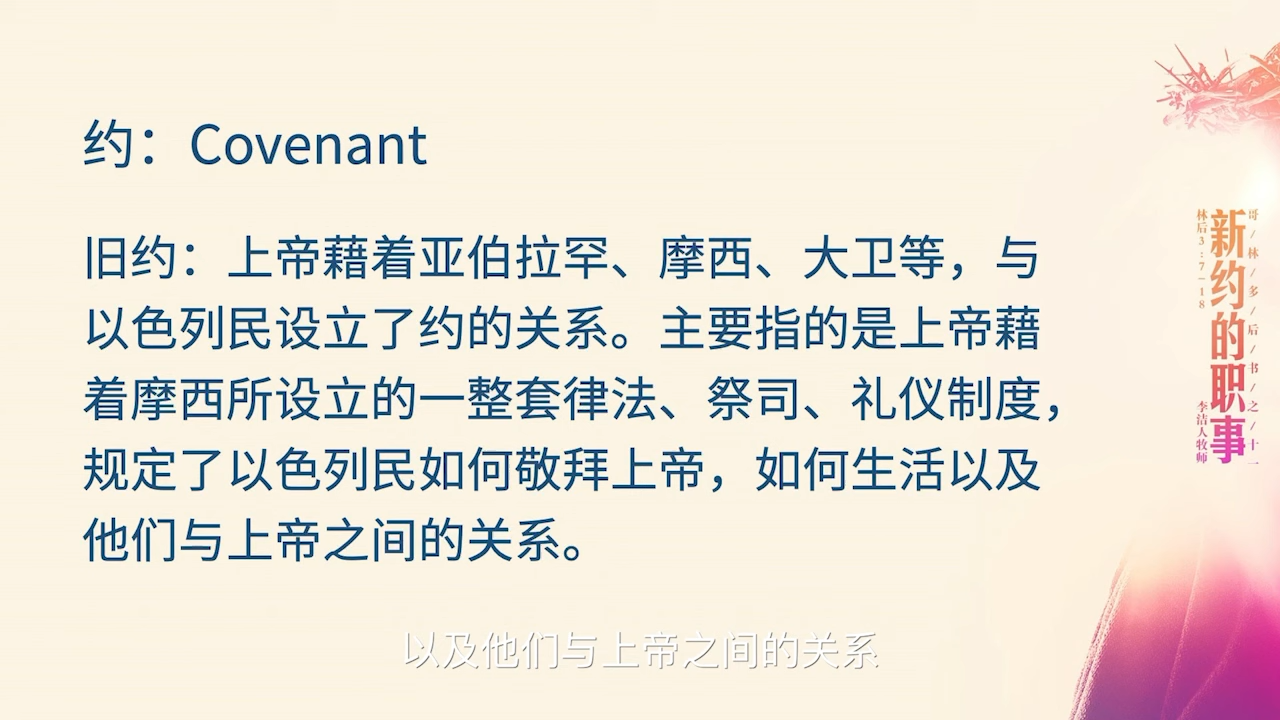 约：Covenant
旧约：上帝藉着亚伯拉罕、摩西、大卫等，与
以色列民设立了约的关系。主要指的是上帝藉
着摩西所设立的一整套律法、祭司、礼仪制度，
规定了以色列民如何敬拜上帝，如何生活以及
他们与上帝之间的关系。
以及他们与上帝之间的关系
哥/林/多/后/书/之/十一
新约的职事
林后3:7-18
李洁人牧师